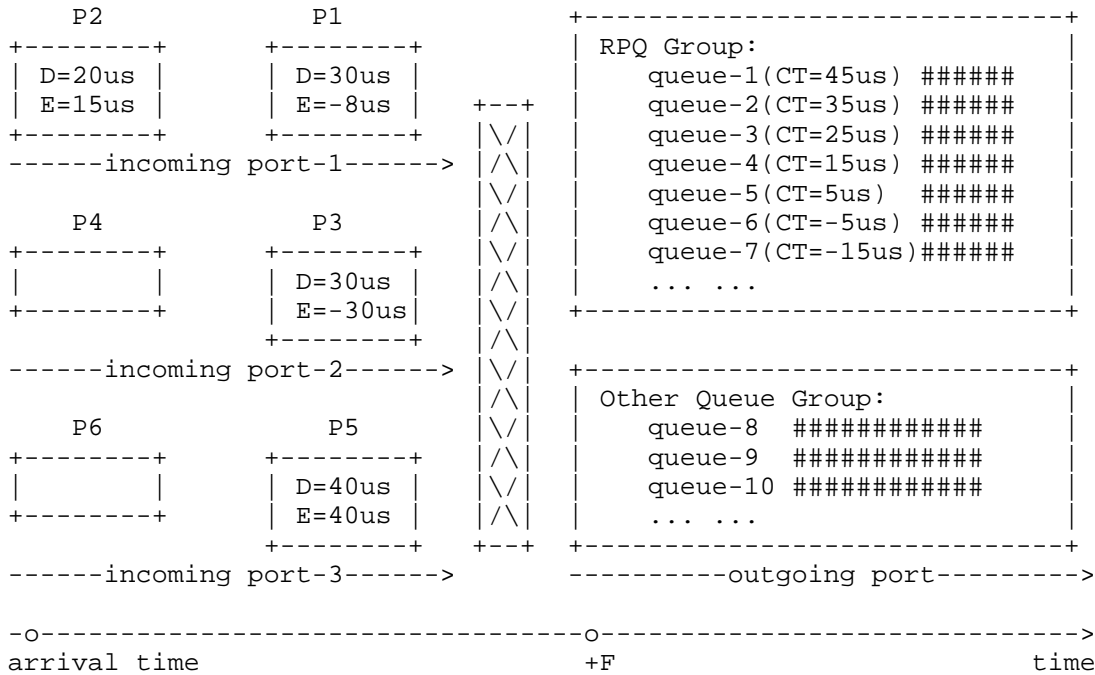 P2 P1
RPQ Group:
D=20us D=30us queue-1(CT=45us) ######
E=15us E=-8us queue-2(CT=35us) ######
queue-3(CT=25us) ######
------incoming port-1------> queue-4(CT=15us) ######
queue-5(CT=5us) ######
P4 P3 queue-6(CT=-5us) ######
queue-7(CT=-15us)######
D=30us ... ...
E=-30us
------incoming port-2------>
Other Queue Group:
P6 P5 queue-8 ############
queue-9 ############
D=40us queue-10 ############
E=40us ... ...
------incoming port-3------> ----------outgoing port--------->
-o----------------------------------o------------------------------>
arrival time +F time